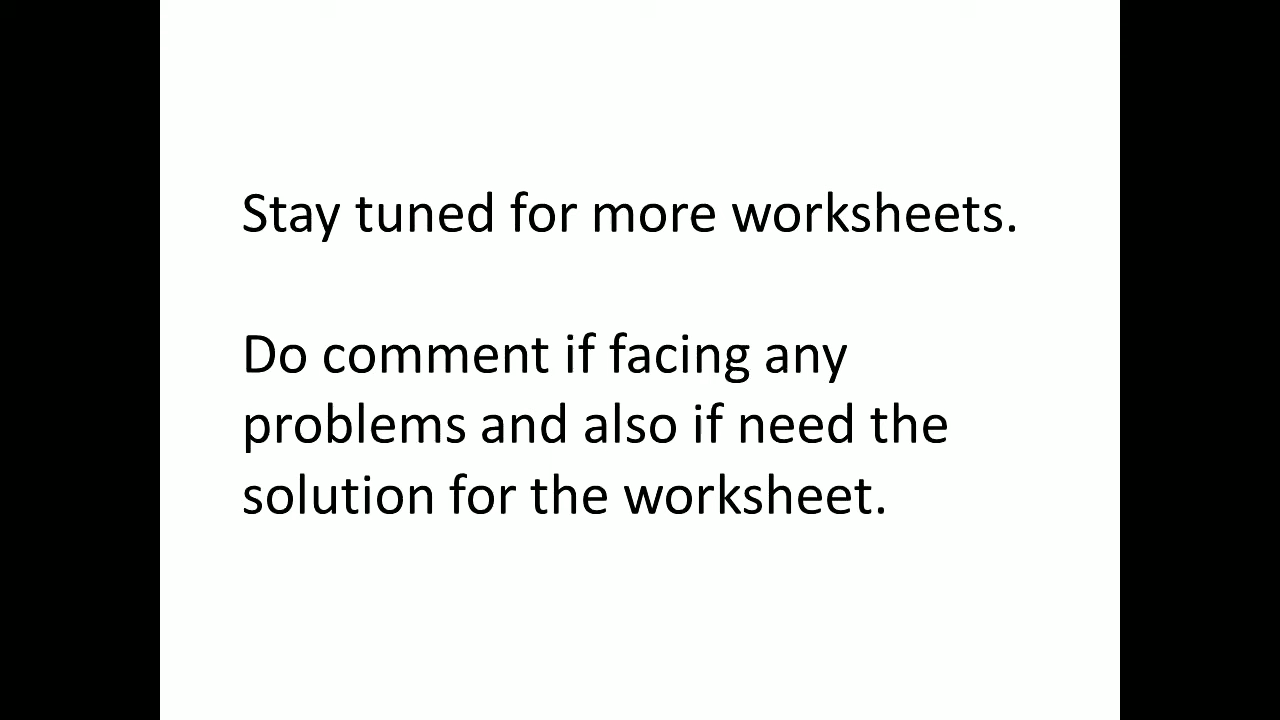 Stay tuned for more worksheets.
Do comment if facing any
problems and also if need the
solution for the worksheet.